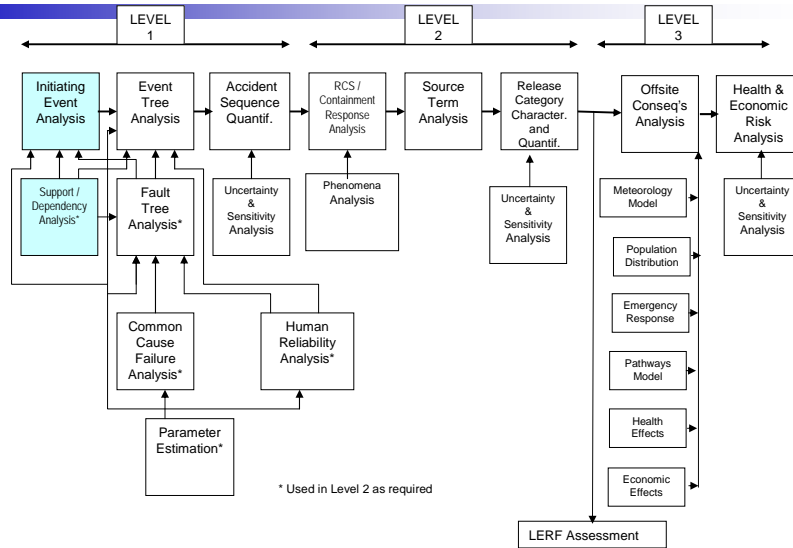 LEVEL
1
LEVEL
2
LEVEL
3
Initiating
Event
Analysis
Event
Tree
Analysis
Accident
Sequence
Quantif.
RCS /
Containment
Response
Analysis
Source
Term
Analysis
Release
Category
Character.
and
Quantif.
Offsite
Conseq's
Analysis
Health &
Economic
Risk
Analysis
Support /
Dependency
Analysis*
Fault
Tree
Analysis*
Uncertainty
&
Sensitivity
Analysis
Phenomena
Analysis
Uncertainty
&
Sensitivity
Analysis
Meteorology
Model
Uncertainty
&
Sensitivity
Analysis
Population
Distribution
Emergency
Response
Common
Cause
Failure
Analysis*
Human
Reliability
Analysis*
Pathways
Model
Parameter
Estimation*
Health
Effects
Economic
Effects
* Used in Level 2 as required
LERF Assessment